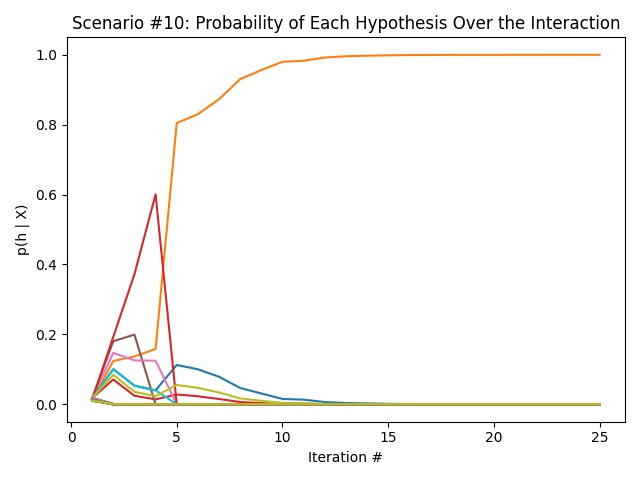 Scenario #10: Probability of Each Hypothesis Over the Interaction
1.0
0.8
0.6
0.4
0.2
0.0
p(h | X)
0 5 10 15 20 25
Iteration #